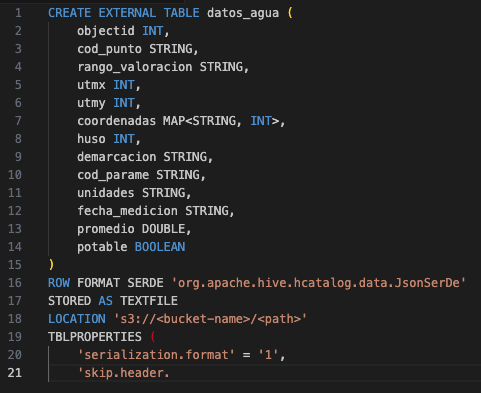 1 CREATE EXTERNAL TABLE datos_agua (
2 objectid INT,
3 cod_punto STRING,
4 rango_valoracion STRING,
5 utmx INT,
6 utmy INT,
7 coordenadas MAP<STRING, INT>,
8 huso INT,
9 demarcacion STRING,
10 cod_parame STRING,
11 unidades STRING,
12 fecha_medicion STRING,
13 promedio DOUBLE,
14 potable BOOLEAN
15 )
16 ROW FORMAT SERDE 'org.apache.hive.hcatalog.data.JsonSerDe'
17 STORED AS TEXTFILE
18 LOCATION 's3://<bucket-name>/<path>'
19 TBLPROPERTIES (
20 'serialization.format' = '1',
21 'skip.header.